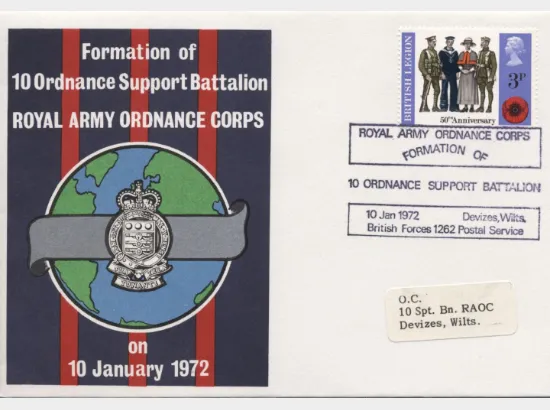 Formation of
10 Ordnance Support Battalion
ROYAL ARMY ORDNANCE CORPS
on
10 January 1972
BRITISH LEGION
3P
50th Anniversary
ROYAL ARMY ORDNANCE CORPS
FORMATION OF
10 ORDNANCE SUPPORT BATTALION
10 Jan 1972 Devizes, Wilts.
British Forces 1262 Postal Service
O.C.
10 Spt. Bn. RAOC
Devizes, Wilts.